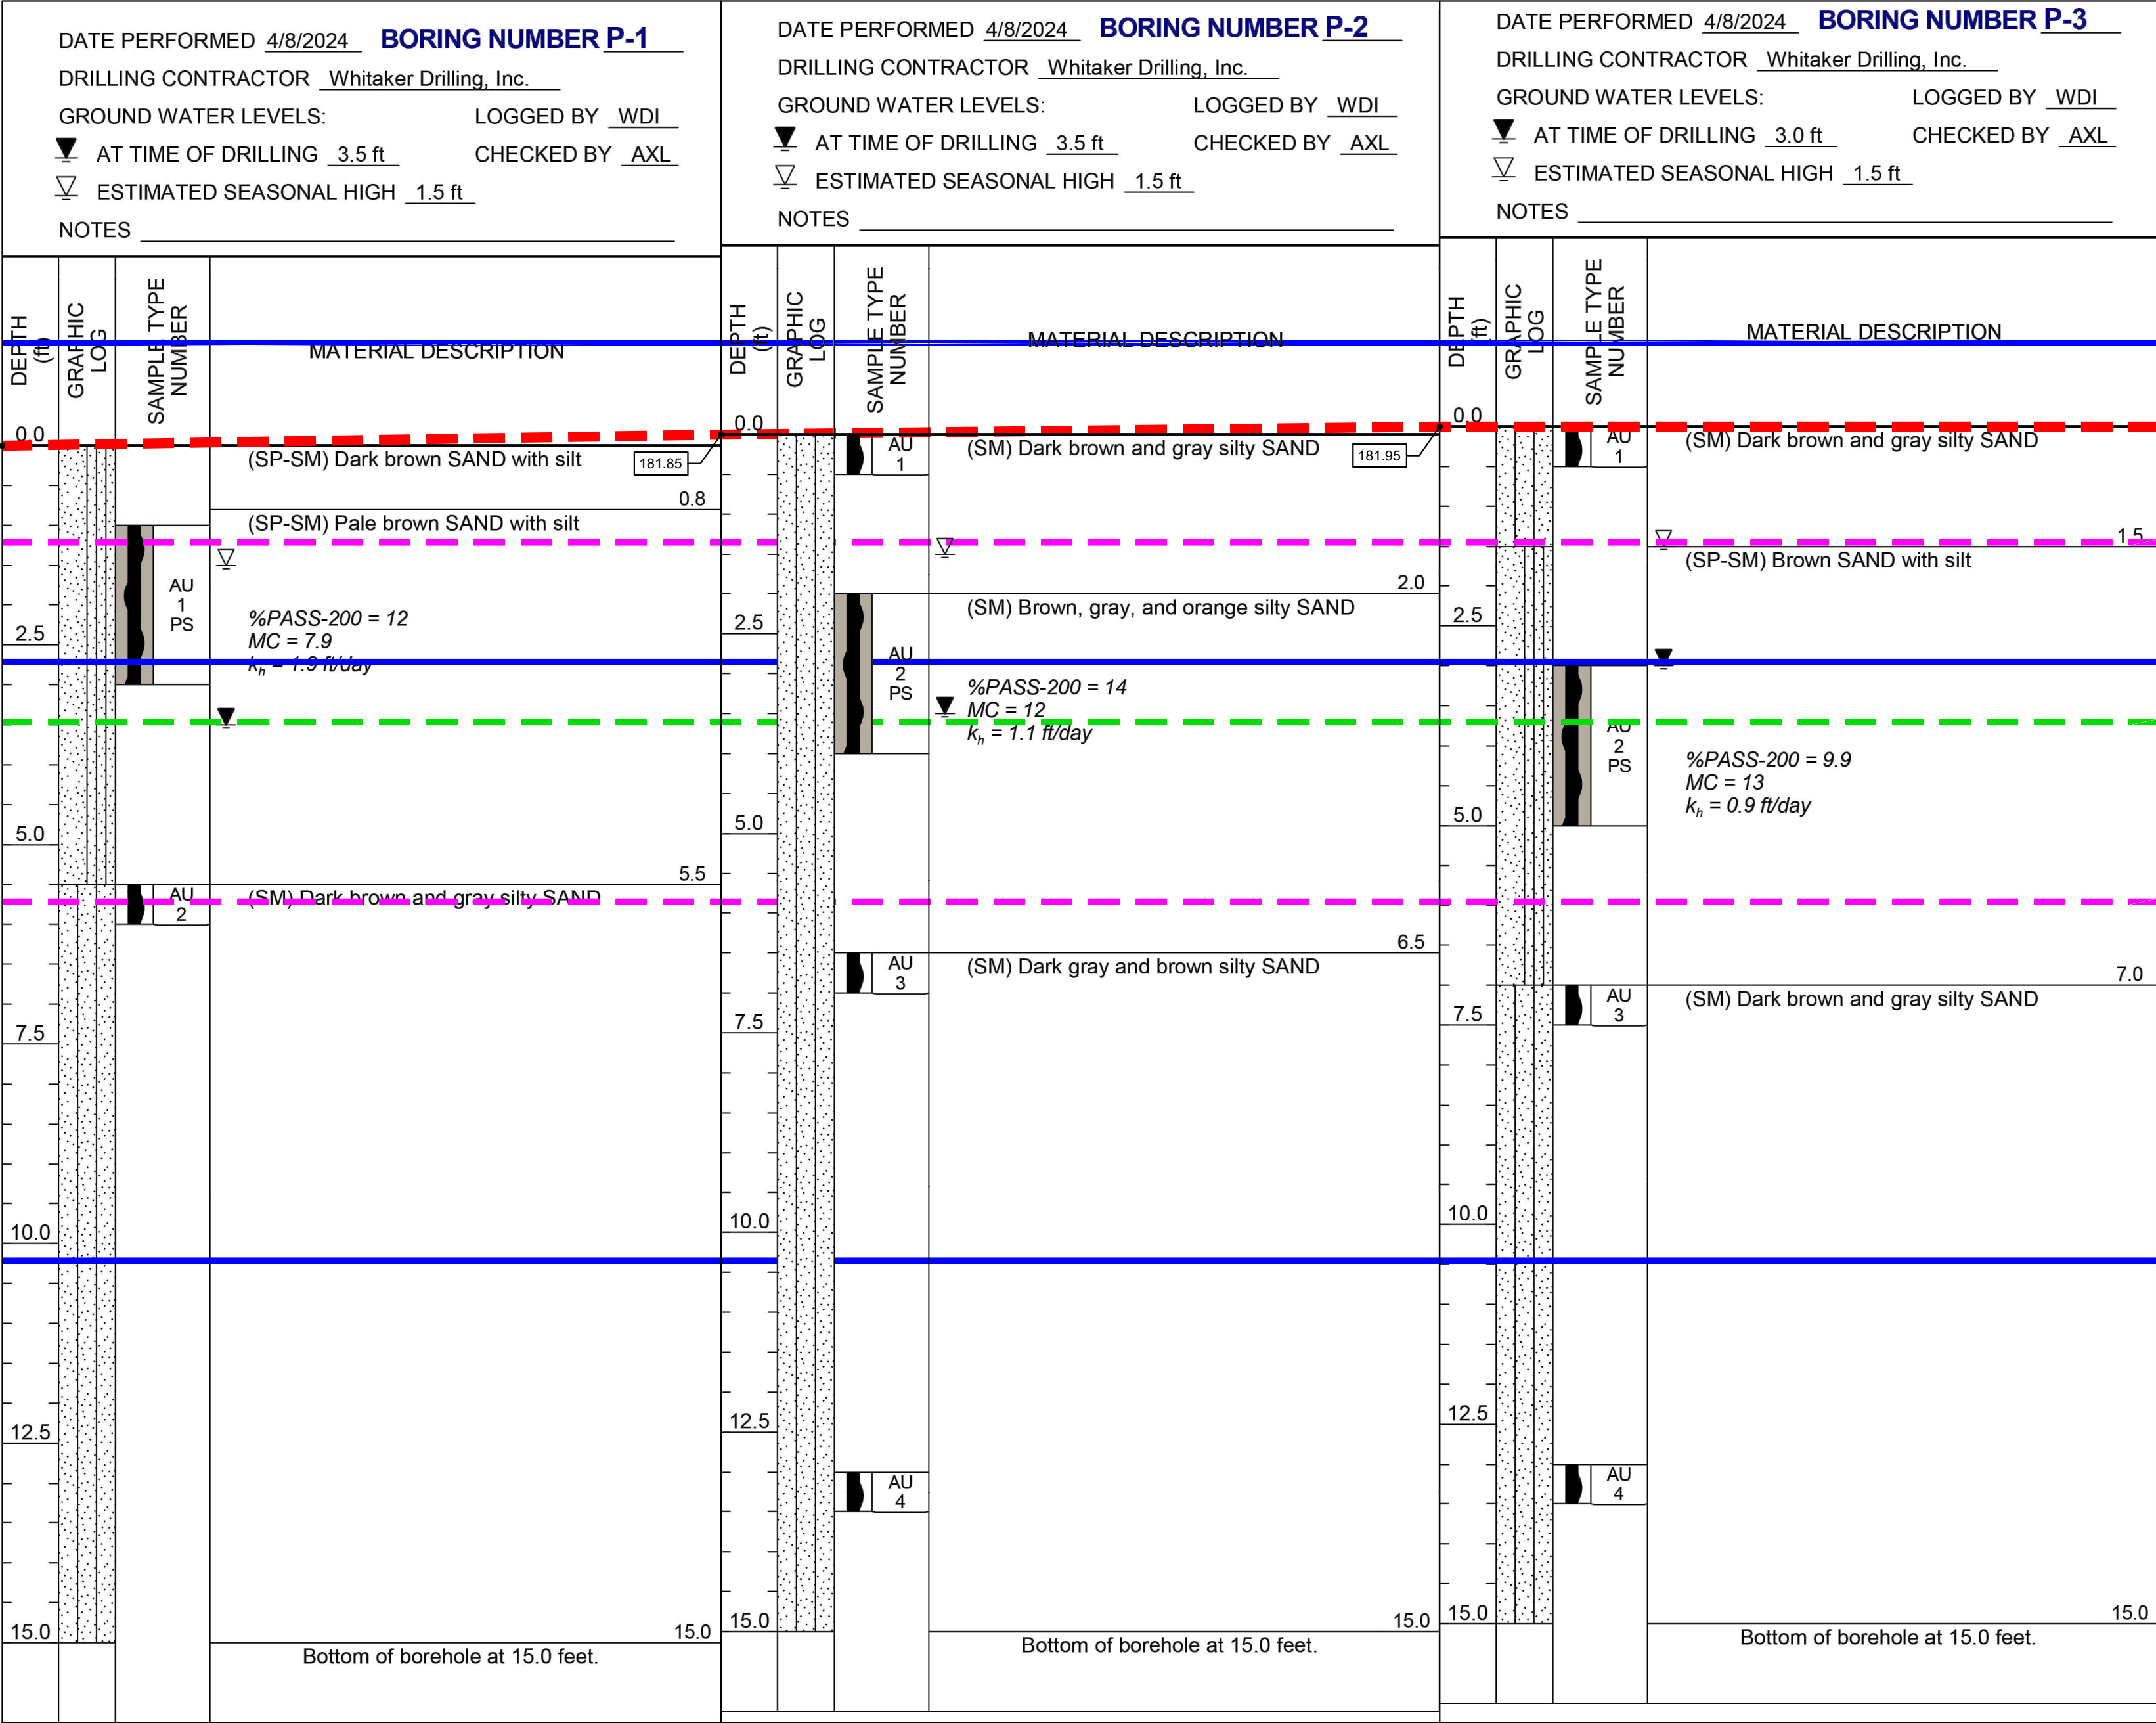 DATE PERFORMED 4/8/2024 BORING NUMBER P-1
DRILLING CONTRACTOR Whitaker Drilling, Inc.
GROUND WATER LEVELS: LOGGED BY WDI
AT TIME OF DRILLING 3.5 ft CHECKED BY AXL
ESTIMATED SEASONAL HIGH 1.5 ft
NOTES
DEPTH (ft)
GRAPHIC LOG
SAMPLE TYPE NUMBER
MATERIAL DESCRIPTION
0.0
(SP-SM) Dark brown SAND with silt
181.85
0.8
(SP-SM) Pale brown SAND with silt
AU
1
PS
%PASS-200 = 12
2.5
MC = 7.9
kh = 1.9 ft/day
5.0
5.5
AU
2
(SM) Dark brown and gray silty SAND
7.5
10.0
12.5
15.0
15.0
Bottom of borehole at 15.0 feet.
DATE PERFORMED 4/8/2024 BORING NUMBER P-2
DRILLING CONTRACTOR Whitaker Drilling, Inc.
GROUND WATER LEVELS: LOGGED BY WDI
AT TIME OF DRILLING 3.5 ft CHECKED BY AXL
ESTIMATED SEASONAL HIGH 1.5 ft
NOTES
DEPTH (ft)
GRAPHIC LOG
SAMPLE TYPE NUMBER
MATERIAL DESCRIPTION
0.0
AU
1
(SM) Dark brown and gray silty SAND
181.95
2.0
(SM) Brown, gray, and orange silty SAND
2.5
AU
2
PS
%PASS-200 = 14
MC = 12
kh = 1.1 ft/day
5.0
6.5
AU
3
(SM) Dark gray and brown silty SAND
7.5
10.0
12.5
AU
4
15.0
15.0
Bottom of borehole at 15.0 feet.
DATE PERFORMED 4/8/2024 BORING NUMBER P-3
DRILLING CONTRACTOR Whitaker Drilling, Inc.
GROUND WATER LEVELS: LOGGED BY WDI
AT TIME OF DRILLING 3.0 ft CHECKED BY AXL
ESTIMATED SEASONAL HIGH 1.5 ft
NOTES
DEPTH (ft)
GRAPHIC LOG
SAMPLE TYPE NUMBER
MATERIAL DESCRIPTION
0.0
AU
1
(SM) Dark brown and gray silty SAND
1.5
(SP-SM) Brown SAND with silt
2.5
AU
2
PS
%PASS-200 = 9.9
MC = 13
kh = 0.9 ft/day
5.0
7.0
AU
3
(SM) Dark brown and gray silty SAND
7.5
10.0
12.5
AU
4
15.0
15.0
Bottom of borehole at 15.0 feet.